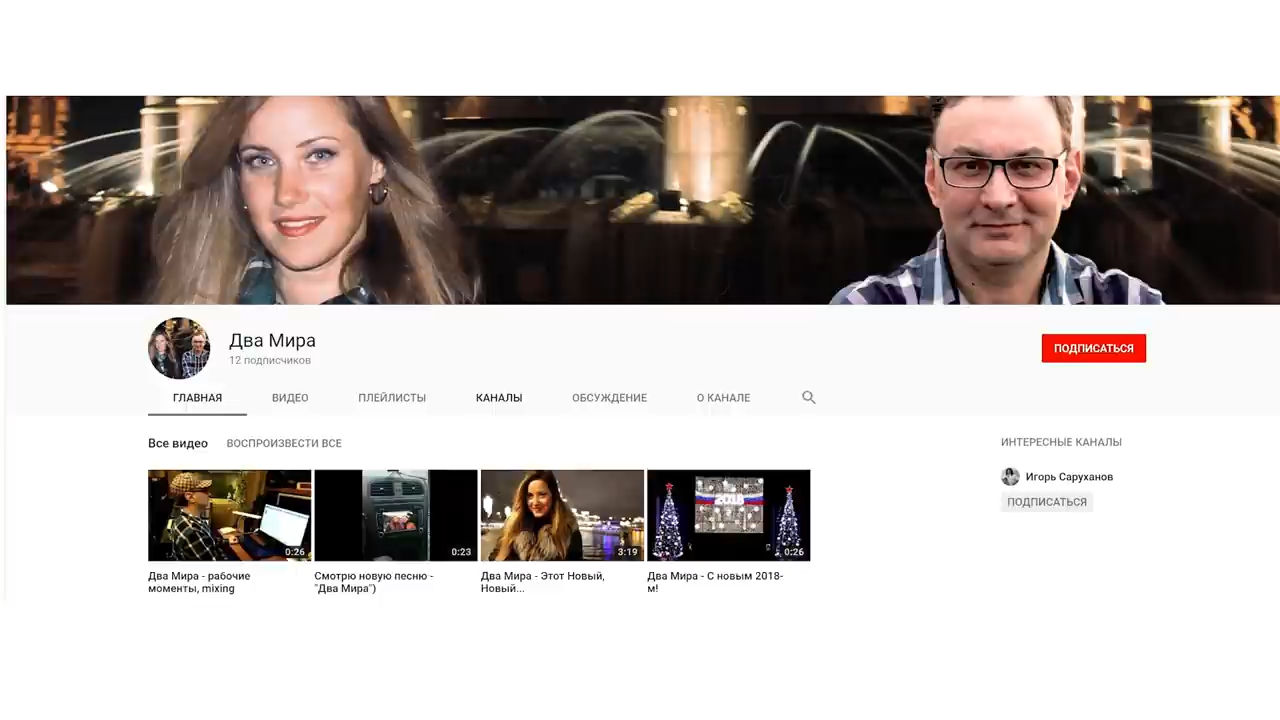 Два Мира
12 подписчиков
ПОДПИСАТЬСЯ
ГЛАВНАЯ
ВИДЕО
ПЛЕЙЛИСТЫ
КАНАЛЫ
ОБСУЖДЕНИЕ
О КАНАЛЕ
Все видео
ВОСПРОИЗВЕСТИ ВСЕ
0:26
Два Мира - рабочие
моменты, mixing
0:23
Смотрю новую песню -
"Два Мира")
3:19
Два Мира - Этот Новый,
Новый...
2018
0:26
Два Мира - С новым 2018-
м!
ИНТЕРЕСНЫЕ КАНАЛЫ
Игорь Саруханов
ПОДПИСАТЬСЯ